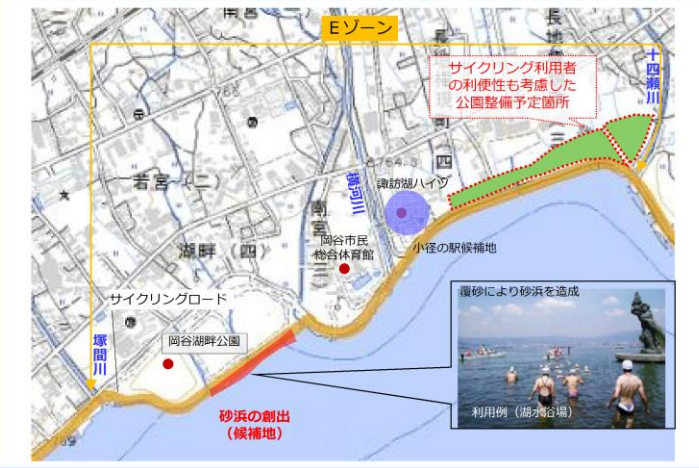 Eゾーン
十四瀬川
サイクリング利用者
の利便性も考慮した
公園整備予定箇所
横河川
諏訪湖ハイツ
小径の駅候補地
若宮（二）
南宮（三）
湖畔（四）
岡谷市民
総合体育館
サイクリングロード
岡谷湖畔公園
塚間川
砂浜の創出
（候補地）
覆砂により砂浜を造成
利用例（湖水浴場）